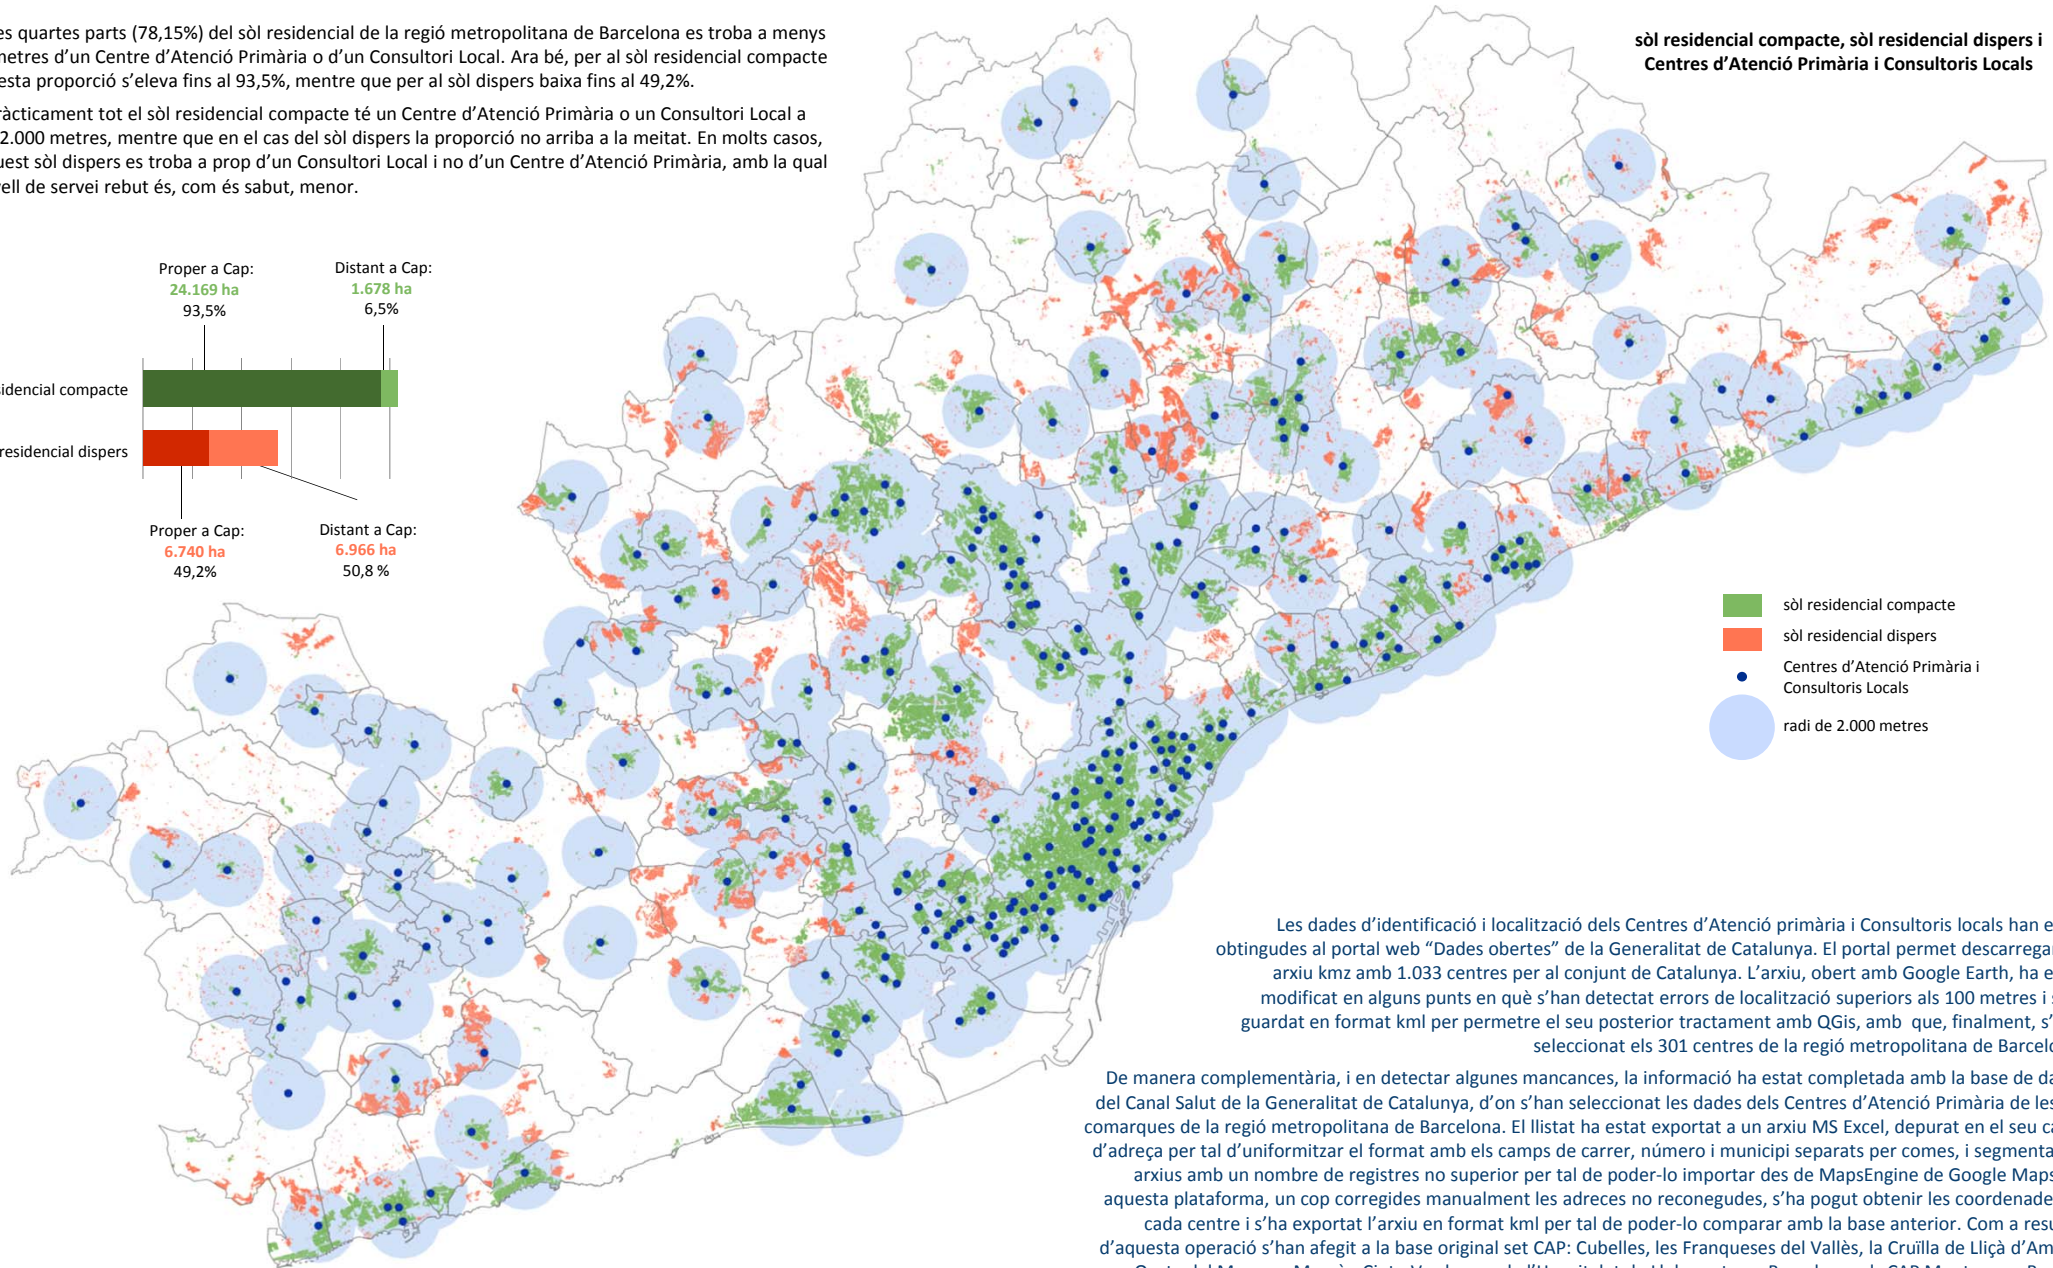 es quartes parts (78,15%) del sòl residencial de la regió metropolitana de Barcelona es troba a menys
metres d’un Centre d’Atenció Primària o d’un Consultori Local. Ara bé, per al sòl residencial compacte
esta proporció s’eleva fins al 93,5%, mentre que per al sòl dispers baixa fins al 49,2%.
ràcticament tot el sòl residencial compacte té un Centre d’Atenció Primària o un Consultori Local a
2.000 metres, mentre que en el cas del sòl dispers la proporció no arriba a la meitat. En molts casos,
uest sòl dispers es troba a prop d’un Consultori Local i no d’un Centre d’Atenció Primària, amb la qual
vell de servei rebut és, com és sabut, menor.
sòl residencial compacte, sòl residencial dispers i
Centres d’Atenció Primària i Consultoris Locals
Proper a Cap:
24.169 ha
93,5%
Distant a Cap:
1.678 ha
6,5%
sidencial compacte
residencial dispers
Proper a Cap:
6.740 ha
49,2%
Distant a Cap:
6.966 ha
50,8 %
sòl residencial compacte
sòl residencial dispers
Centres d’Atenció Primària i
Consultoris Locals
radi de 2.000 metres
Les dades d’identificació i localització dels Centres d’Atenció primària i Consultoris locals han e
obtingudes al portal web “Dades obertes” de la Generalitat de Catalunya. El portal permet descarregar
arxiu kmz amb 1.033 centres per al conjunt de Catalunya. L’arxiu, obert amb Google Earth, ha e
modificat en alguns punts en què s’han detectat errors de localització superiors als 100 metres i s
guardat en format kml per permetre el seu posterior tractament amb QGis, amb que, finalment, s’
seleccionat els 301 centres de la regió metropolitana de Barcelo
De manera complementària, i en detectar algunes mancances, la informació ha estat completada amb la base de da
del Canal Salut de la Generalitat de Catalunya, d’on s’han seleccionat les dades dels Centres d’Atenció Primària de les
comarques de la regió metropolitana de Barcelona. El llistat ha estat exportat a un arxiu MS Excel, depurat en el seu ca
d’adreça per tal d’uniformitzar el format amb els camps de carrer, número i municipi separats per comes, i segmenta
arxius amb un nombre de registres no superior per tal de poder-lo importar des de MapsEngine de Google Maps
aquesta plataforma, un cop corregides manualment les adreces no reconegudes, s’ha pogut obtenir les coordenade
cada centre i s’ha exportat l’arxiu en format kml per tal de poder-lo comparar amb la base anterior. Com a resu
d’aquesta operació s’han afegit a la base original set CAP: Cubelles, les Franqueses del Vallès, la Cruïlla de Lliçà d’Am